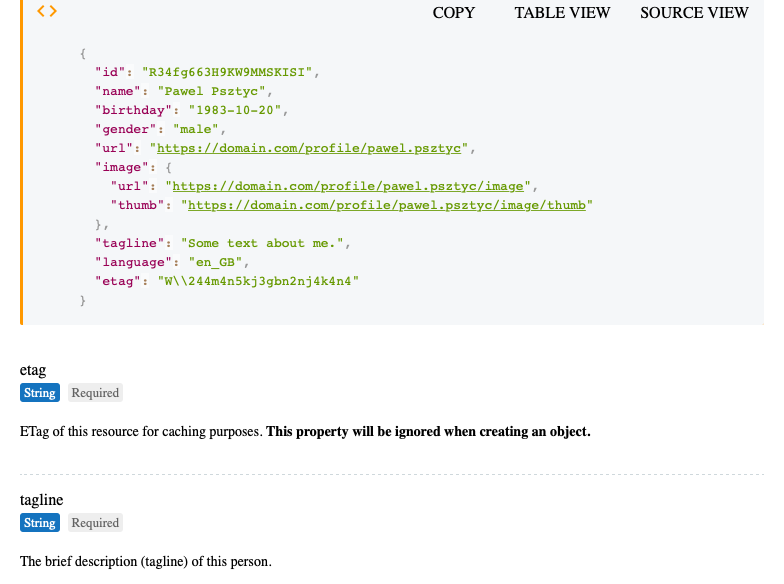 <> COPY TABLE VIEW SOURCE VIEW
{
"id": "R34fg663H9KW9MMSKISI",
"name": "Pawel Psztyc",
"birthday": "1983-10-20",
"gender": "male",
"url": "https://domain.com/profile/pawel.psztyc",
"image": {
"url": "https://domain.com/profile/pawel.psztyc/image",
"thumb": "https://domain.com/profile/pawel.psztyc/image/thumb"
},
"tagline": "Some text about me.",
"language": "en_GB",
"etag": "W\\244m4n5kj3gbn2nj4k4n4"
}
etag
String Required
ETag of this resource for caching purposes. This property will be ignored when creating an object.
tagline
String Required
The brief description (tagline) of this person.